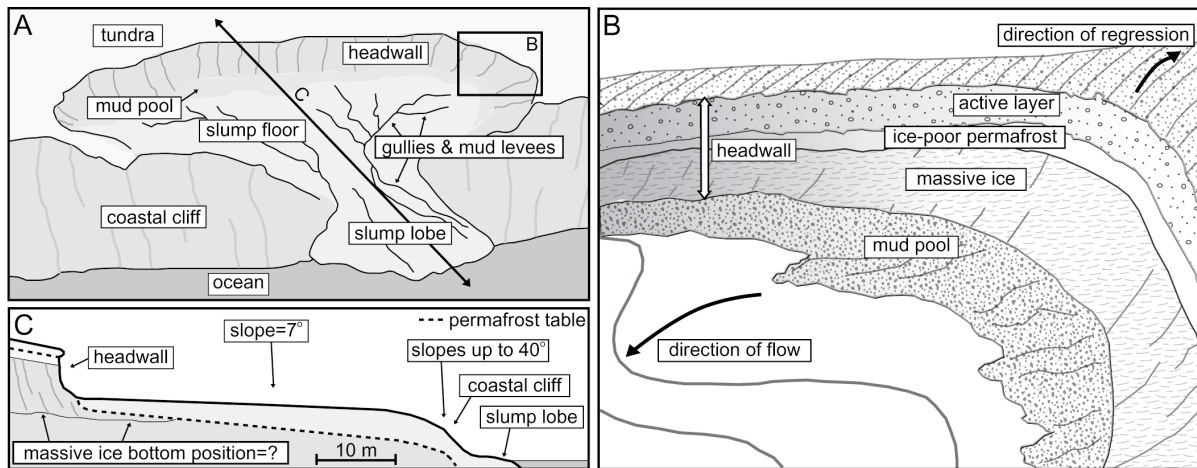 A
tundra
headwall
B
mud pool
C
slump floor
gullies & mud levees
coastal cliff
slump lobe
ocean
B
direction of regression
active layer
ice-poor permafrost
headwall
massive ice
mud pool
direction of flow
C
slope=7°
permafrost table
headwall
slopes up to 40°
coastal cliff
slump lobe
massive ice bottom position=?
10 m